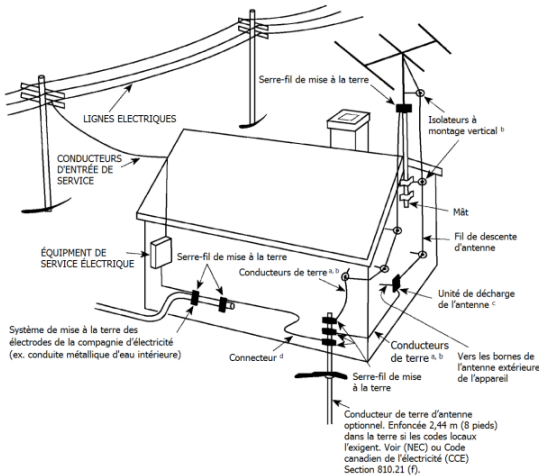 Serre-fil de mise à la terre
LIGNES ELECTRIQUES
Isolateurs à
montage vertical b
CONDUCTEURS
D'ENTRÉE DE
SERVICE
Mât
Fil de descente
d'antenne
ÉQUIPMENT DE
SERVICE ÉLECTRIQUE
Serre-fil de mise à la terre
Conducteurs de terre a, b
Unité de décharge
de l'antenne c
Système de mise à la terre des
électrodes de la compagnie d'électricité
(ex. conduite métallique d'eau intérieure)
Connecteur d
Conducteurs
de terre a, b
Vers les bornes de
l'antenne extérieure
de l'appareil
Serre-fil de mise
à la terre
Conducteur de terre d'antenne
optionnel. Enfoncée 2,44 m (8 pieds)
dans la terre si les codes locaux
l'exigent. Voir (NEC) ou Code
canadien de l'électricité (CCE)
Section 810.21 (f).